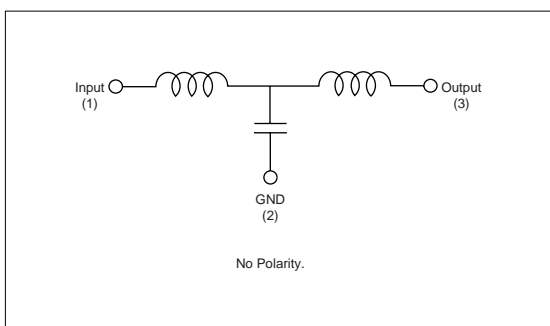 Input
(1)
Output
(3)
GND
(2)
No Polarity.